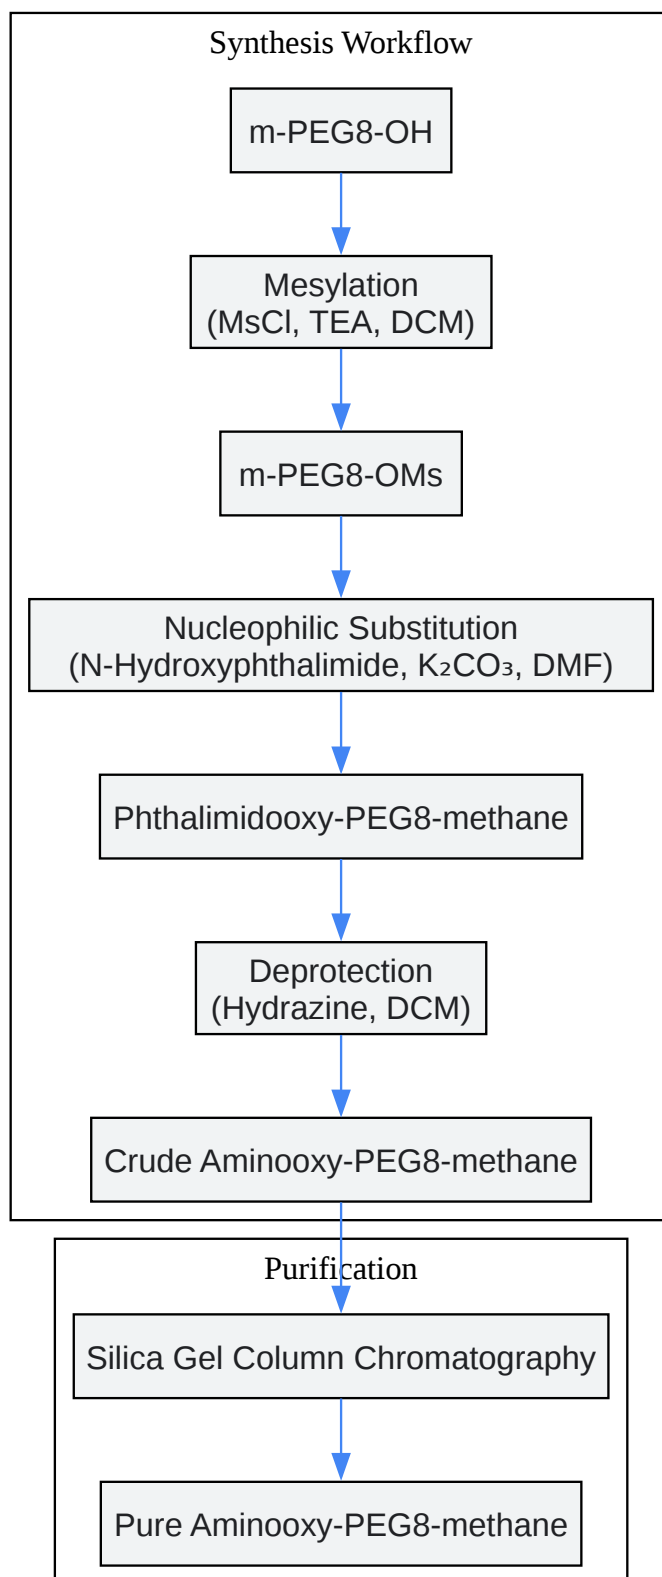 Synthesis Workflow
m-PEG8-OH
Mesylation
(MsCl, TEA, DCM)
m-PEG8-OMs
Nucleophilic Substitution
(N-Hydroxyphthalimide, K₂CO₃, DMF)
Phthalimidooxy-PEG8-methane
Deprotection
(Hydrazine, DCM)
Crude Aminooxy-PEG8-methane
Purification
Silica Gel Column Chromatography
Pure Aminooxy-PEG8-methane